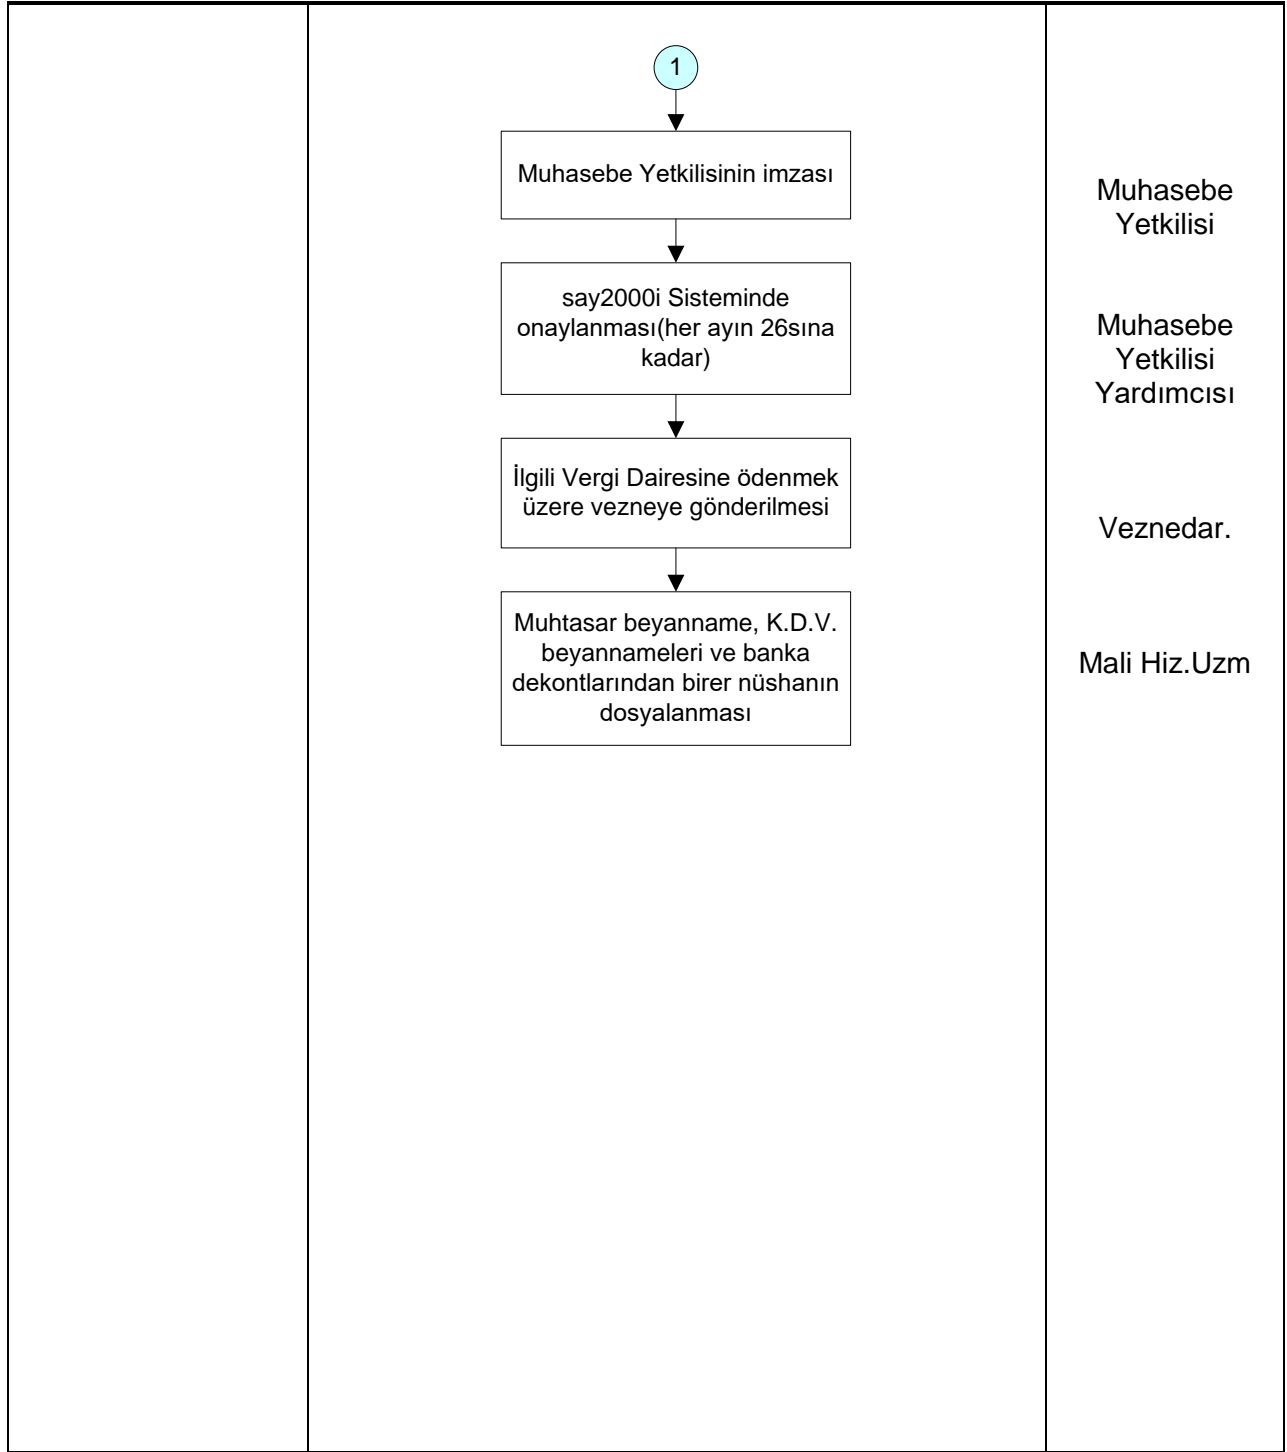 1
Muhasebe Yetkilisinin imzası
Muhasebe
Yetkilisi
say2000i Sisteminde
onaylanması(her ayın 26sına
kadar)
Muhasebe
Yetkilisi
Yardımcısı
İlgili Vergi Dairesine ödenmek
üzere vezneye gönderilmesi
Veznedar.
Muhtasar beyanname, K.D.V.
beyannameleri ve banka
dekontlarından birer nüshanın
dosyalanması
Mali Hiz.Uzm